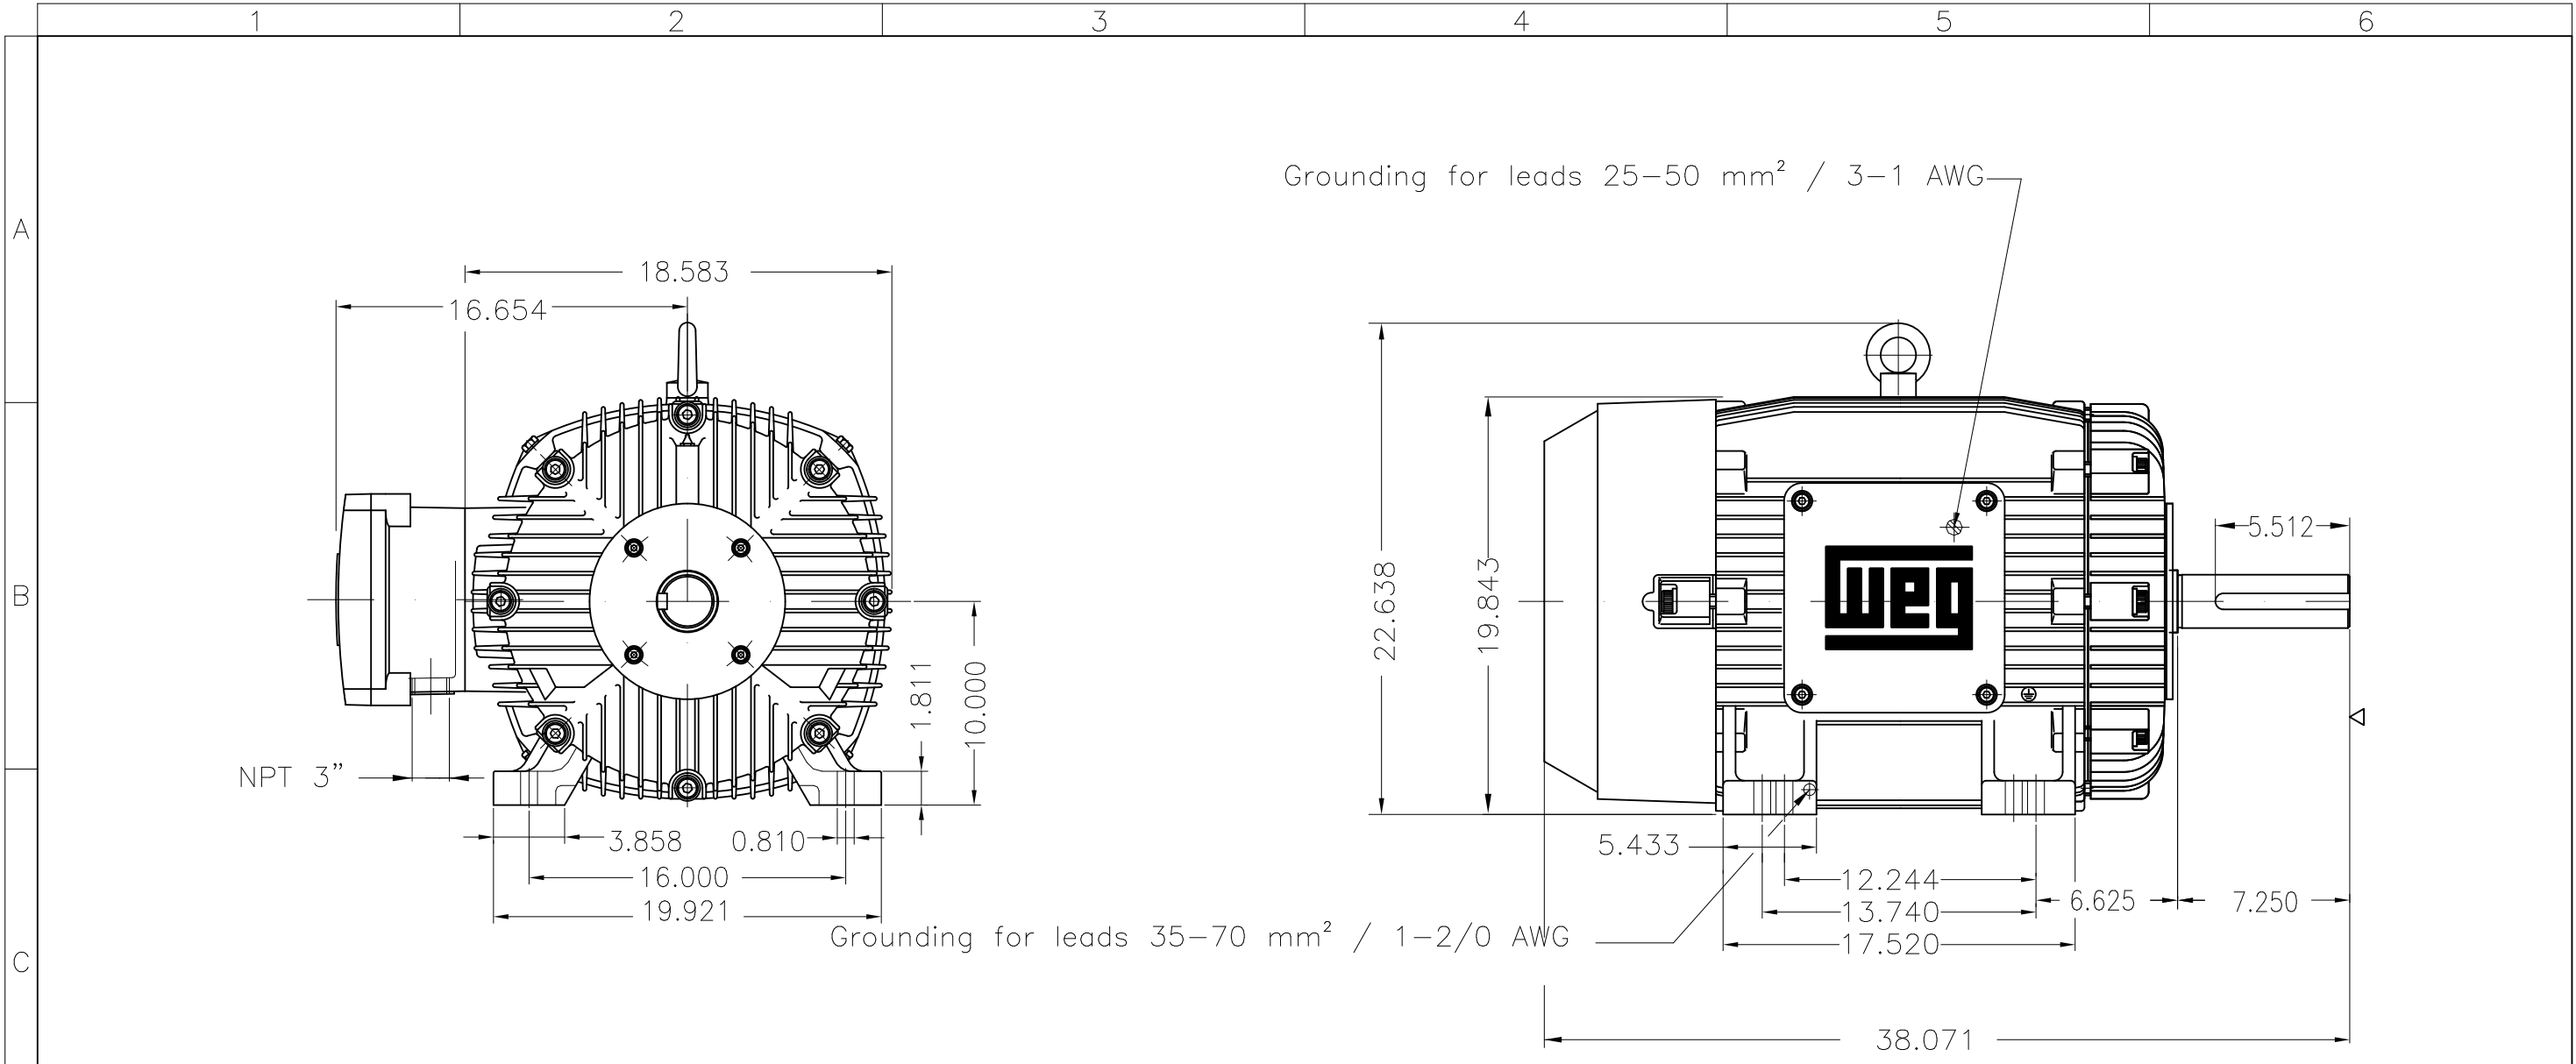 1 2 3 4 5 6
Grounding for leads 25-50 mm² / 3-1 AWG
A
18.583
16.654
5.512
22.638
19.843
weg
B
1.811
10.000
NPT 3"
3.858 0.810
5.433
16.000
12.244
19.921
13.740
6.625 7.250
Grounding for leads 35-70 mm² / 1-2/0 AWG
17.520
C
38.071